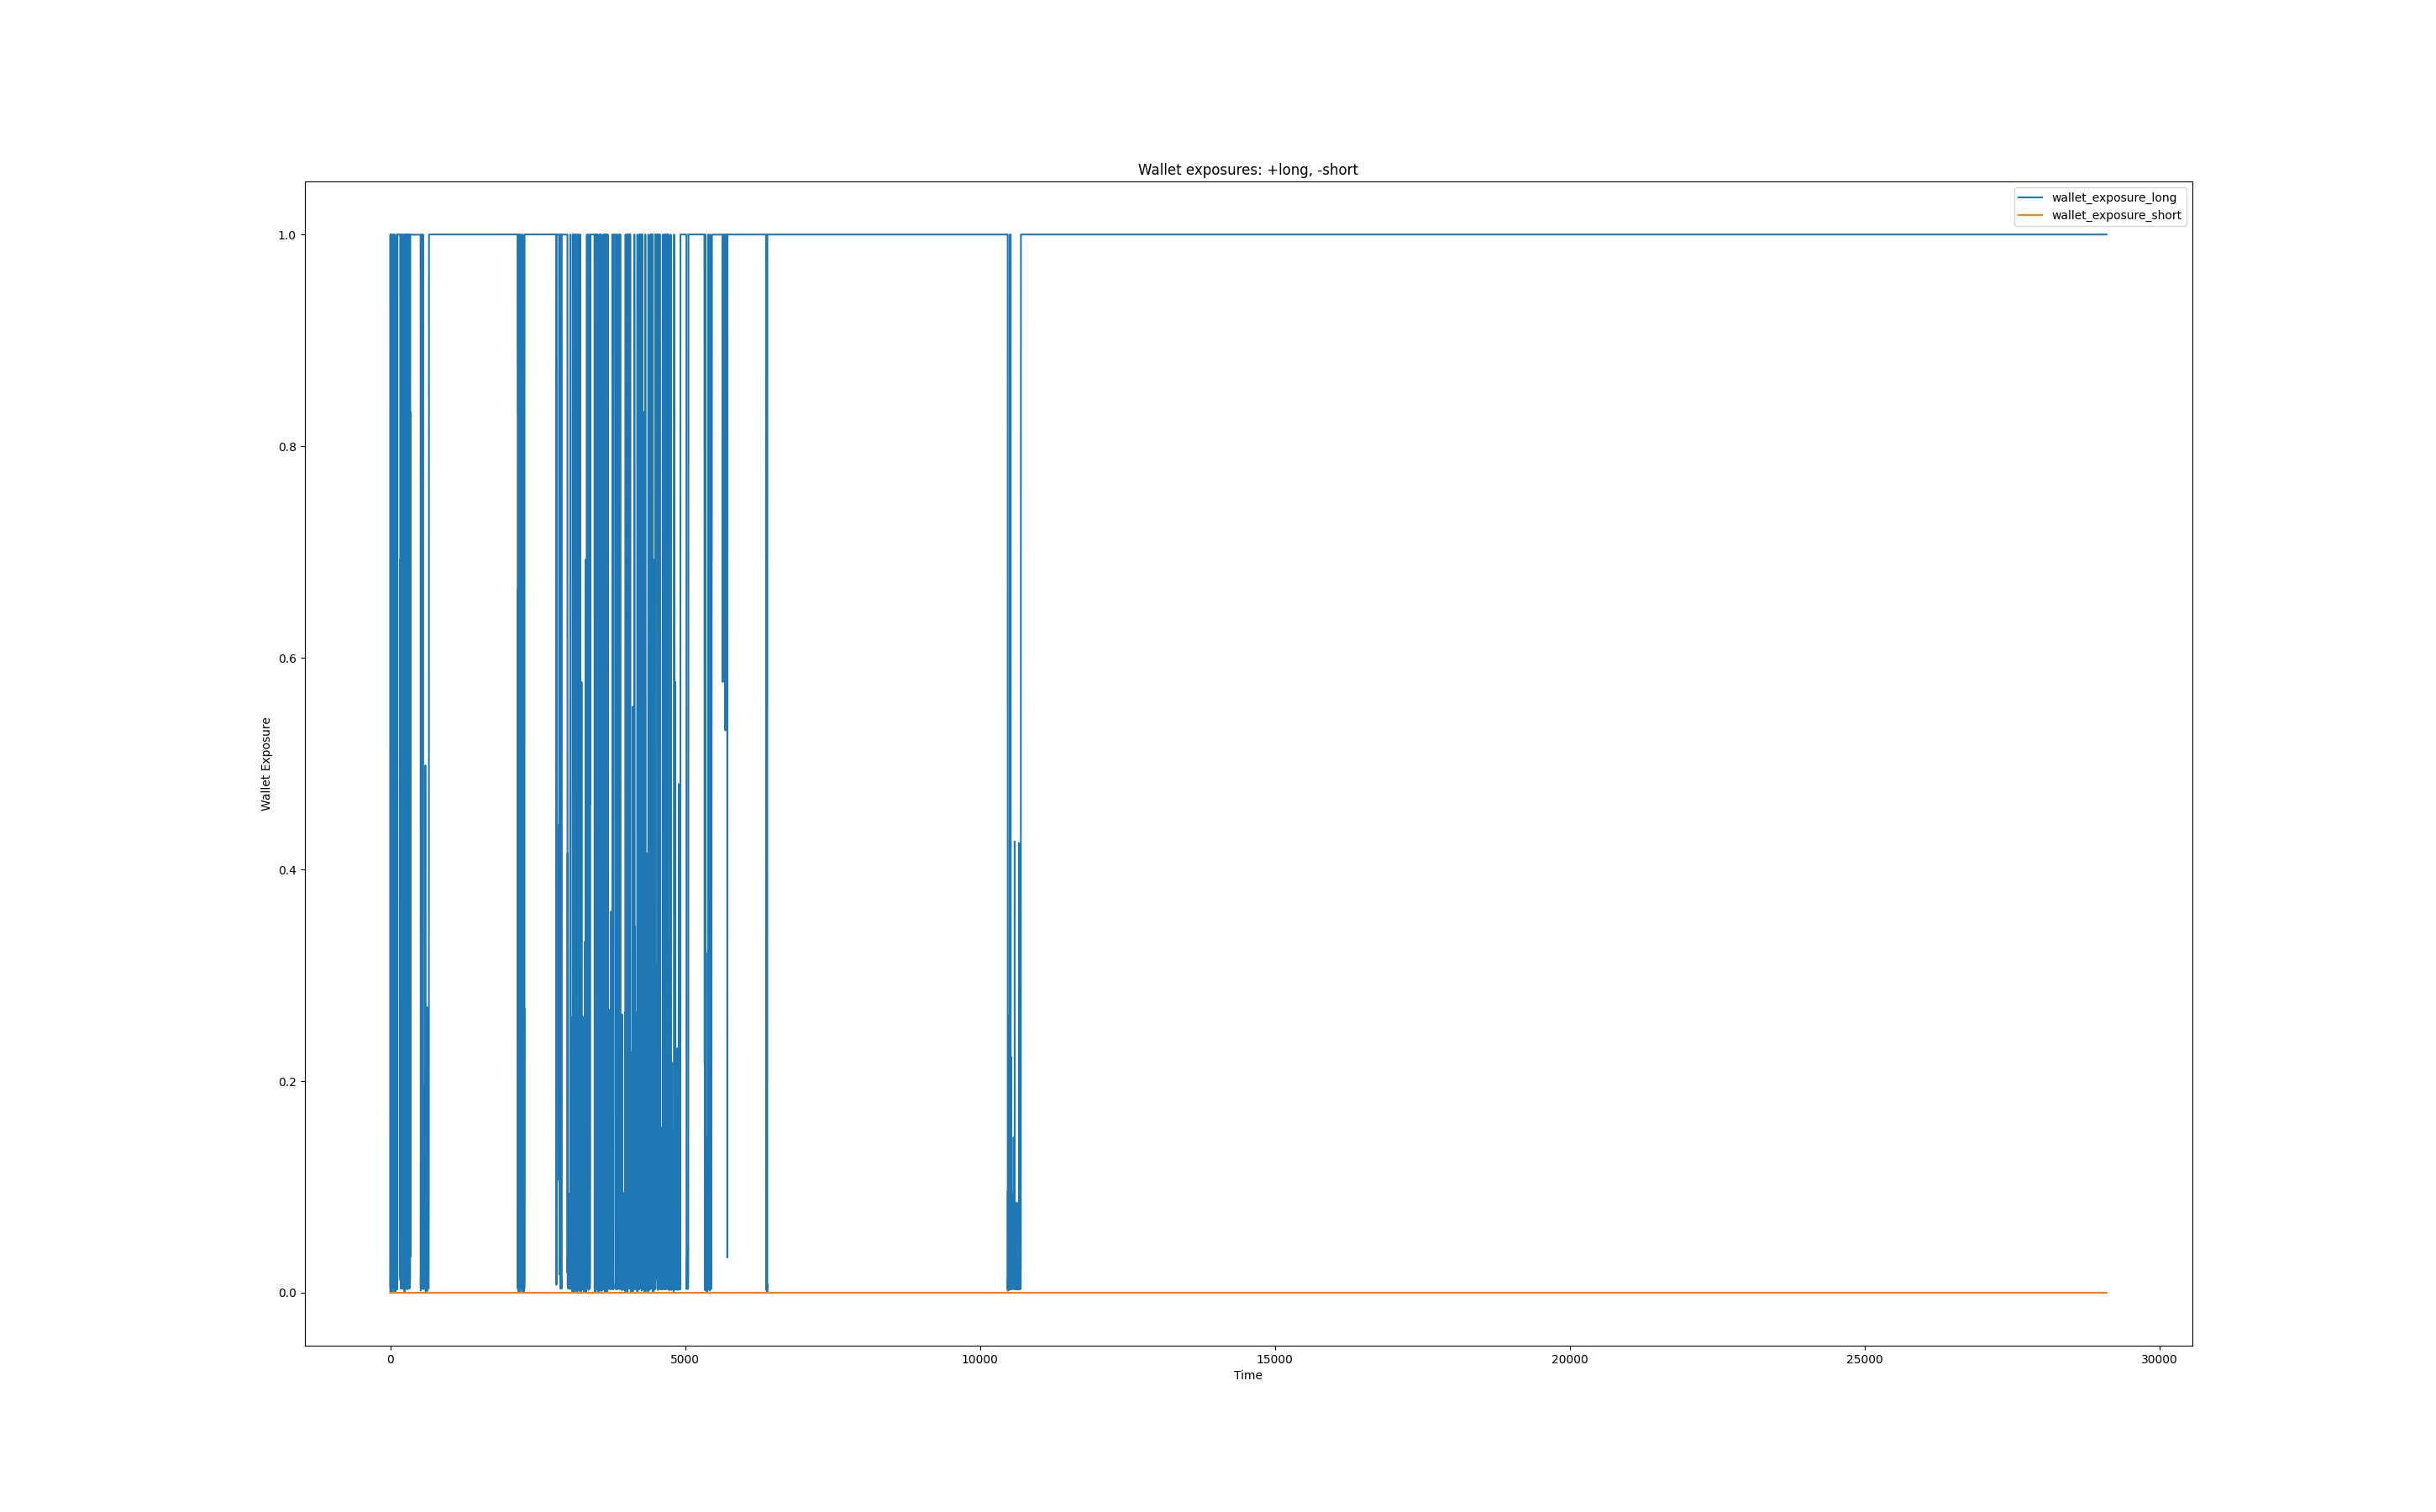 Wallet exposures: +long, -short
wallet_exposure_long
wallet_exposure_short
1.0
0.8
0.6
0.4
0.2
0.0
Wallet Exposure
0 5000 10000 15000 20000 25000 30000
Time